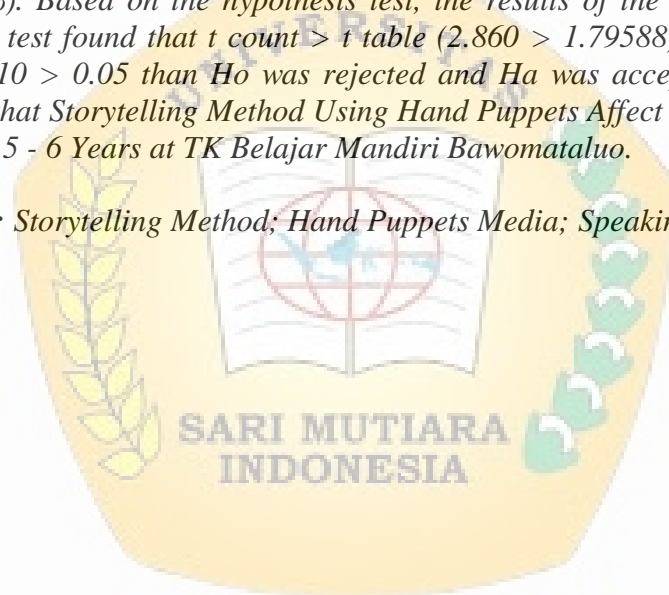 %). Based on the hypothesis test, the results of the
test found that t count > t table (2.860 > 1.79588
10 > 0.05 than Ho was rejected and Ha was acce
hat Storytelling Method Using Hand Puppets Affect
5 - 6 Years at TK Belajar Mandiri Bawomataluo.
: Storytelling Method; Hand Puppets Media; Speakin
UNIVERSITAS
SARI MUTIARA
INDONESIA